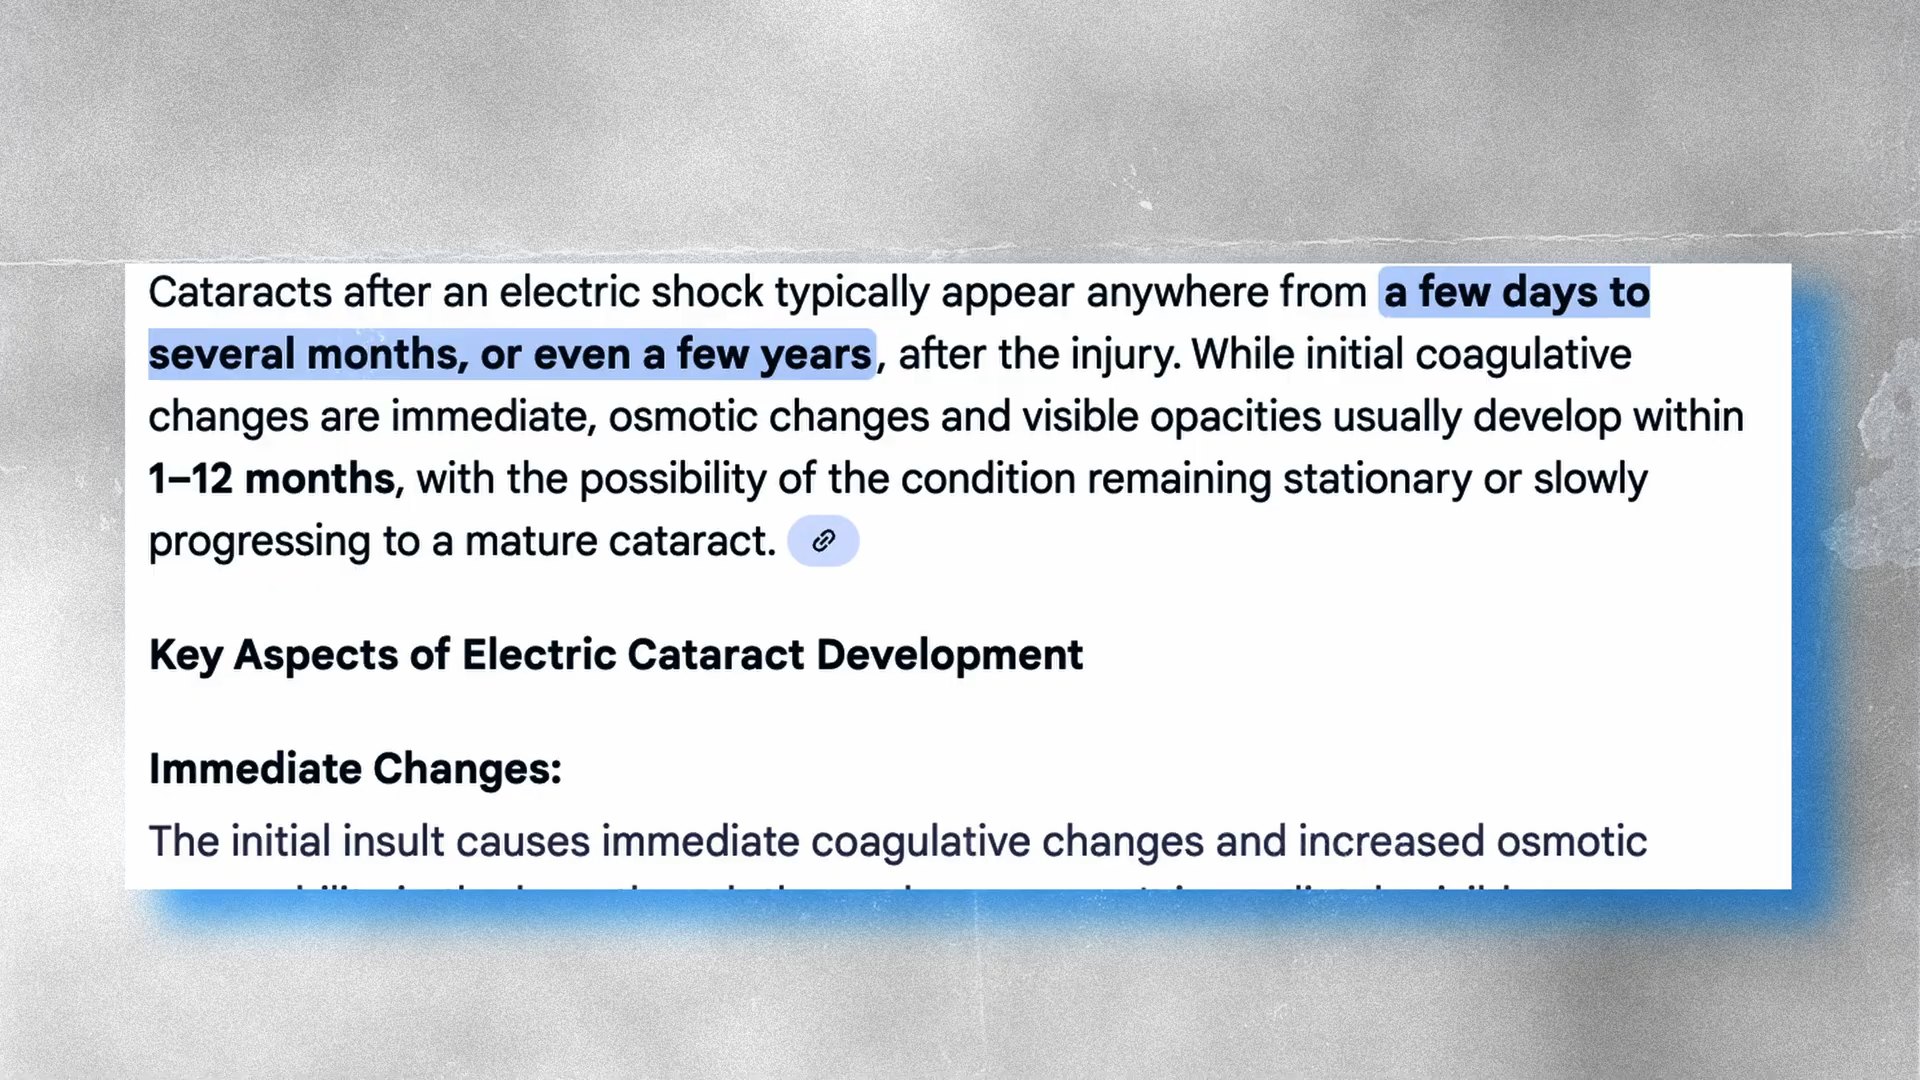 Cataracts after an electric shock typically appear anywhere from a few days to
several months, or even a few years, after the injury. While initial coagulative
changes are immediate, osmotic changes and visible opacities usually develop within
1–12 months, with the possibility of the condition remaining stationary or slowly
progressing to a mature cataract.
Key Aspects of Electric Cataract Development
Immediate Changes:
The initial insult causes immediate coagulative changes and increased osmotic